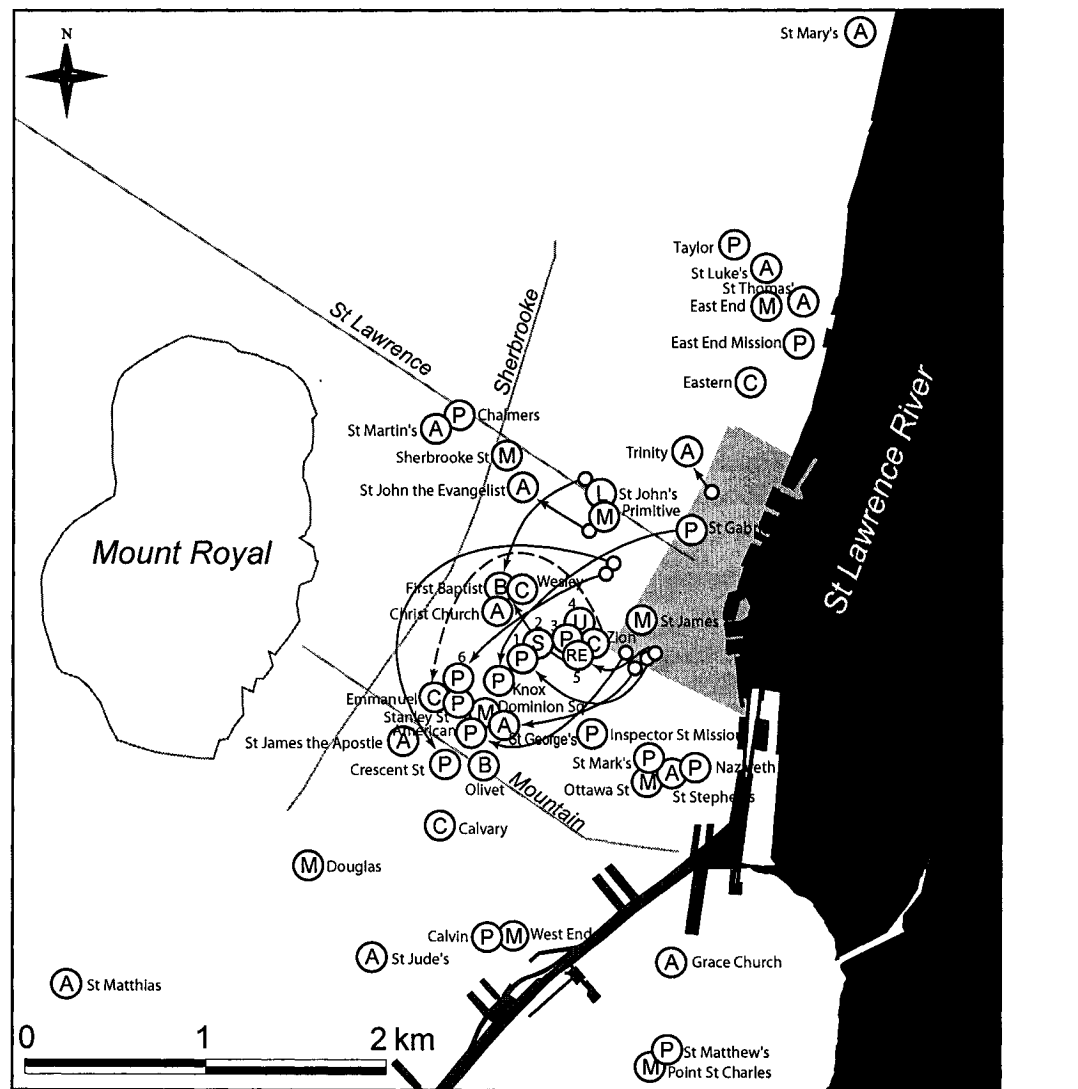 St Mary's A
N
Taylor P
St Luke's A
St Thomas' A
East End M
East End Mission P
Eastern C
St Lawrence
Sherbrooke
St Lawrence River
P Chalmers
St Martin's A
Sherbrooke St M
Trinity A
St John the Evangelist A
L St John's
M Primitive
P St Gab
Mount Royal
First Baptist B
C Wesley
Christ Church A
4
U
M St James
1 2 3
S P C Zion
P RE
5
6
P
P Knox
Emmanuel C
P
Stanley St
M Dominion Sq
American P
A St George's
P Inspector St Mission
St James the Apostle A
Crescent St P
B
Olivet
St Mark's P
Ottawa St M
A P Nazareth
St Stephen's
Mountain
C Calvary
M Douglas
Calvin P
M West End
A St Jude's
A Grace Church
A St Matthias
0 1 2 km
P St Matthew's
M Point St Charles